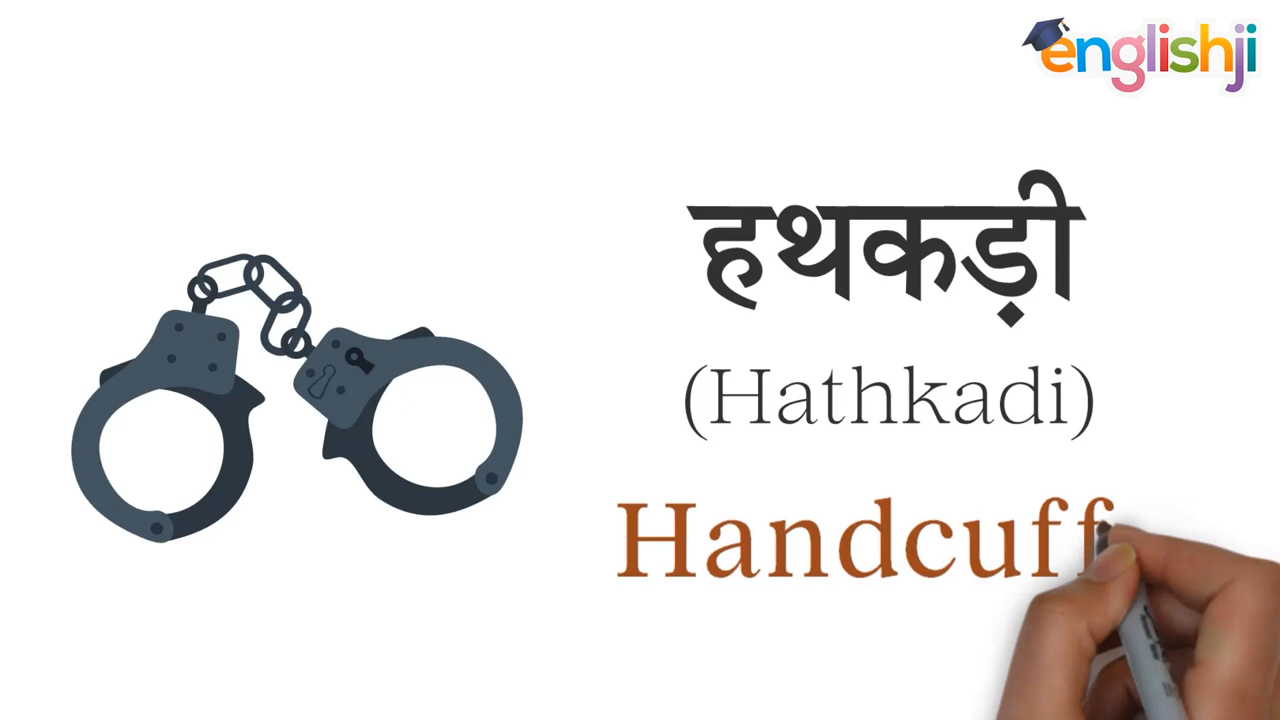 englishji
हथकड़ी
(Hathkadi)
Handcuff